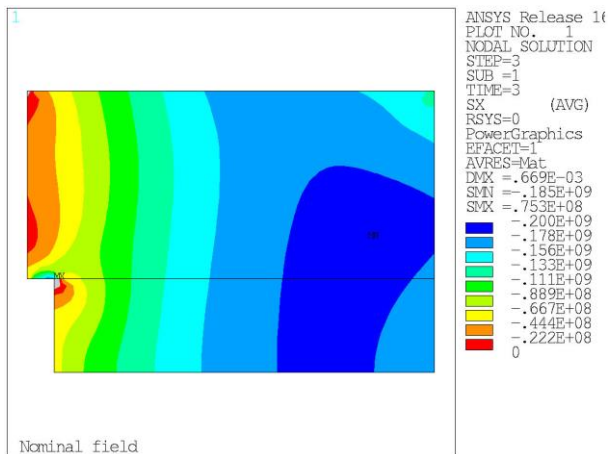 1
ANSYS Release 16
PLOT NO. 1
NODAL SOLUTION
STEP=3
SUB =1
TIME=3
SX (AVG)
RSYS=0
PowerGraphics
EFACET=1
AVRES=Mat
DMX =.669E-03
SMN =-.185E+09
SMX =.753E+08
-.200E+09
-.178E+09
-.156E+09
-.133E+09
-.111E+09
-.889E+08
-.667E+08
-.444E+08
-.222E+08
0
MX
MN
Nominal field